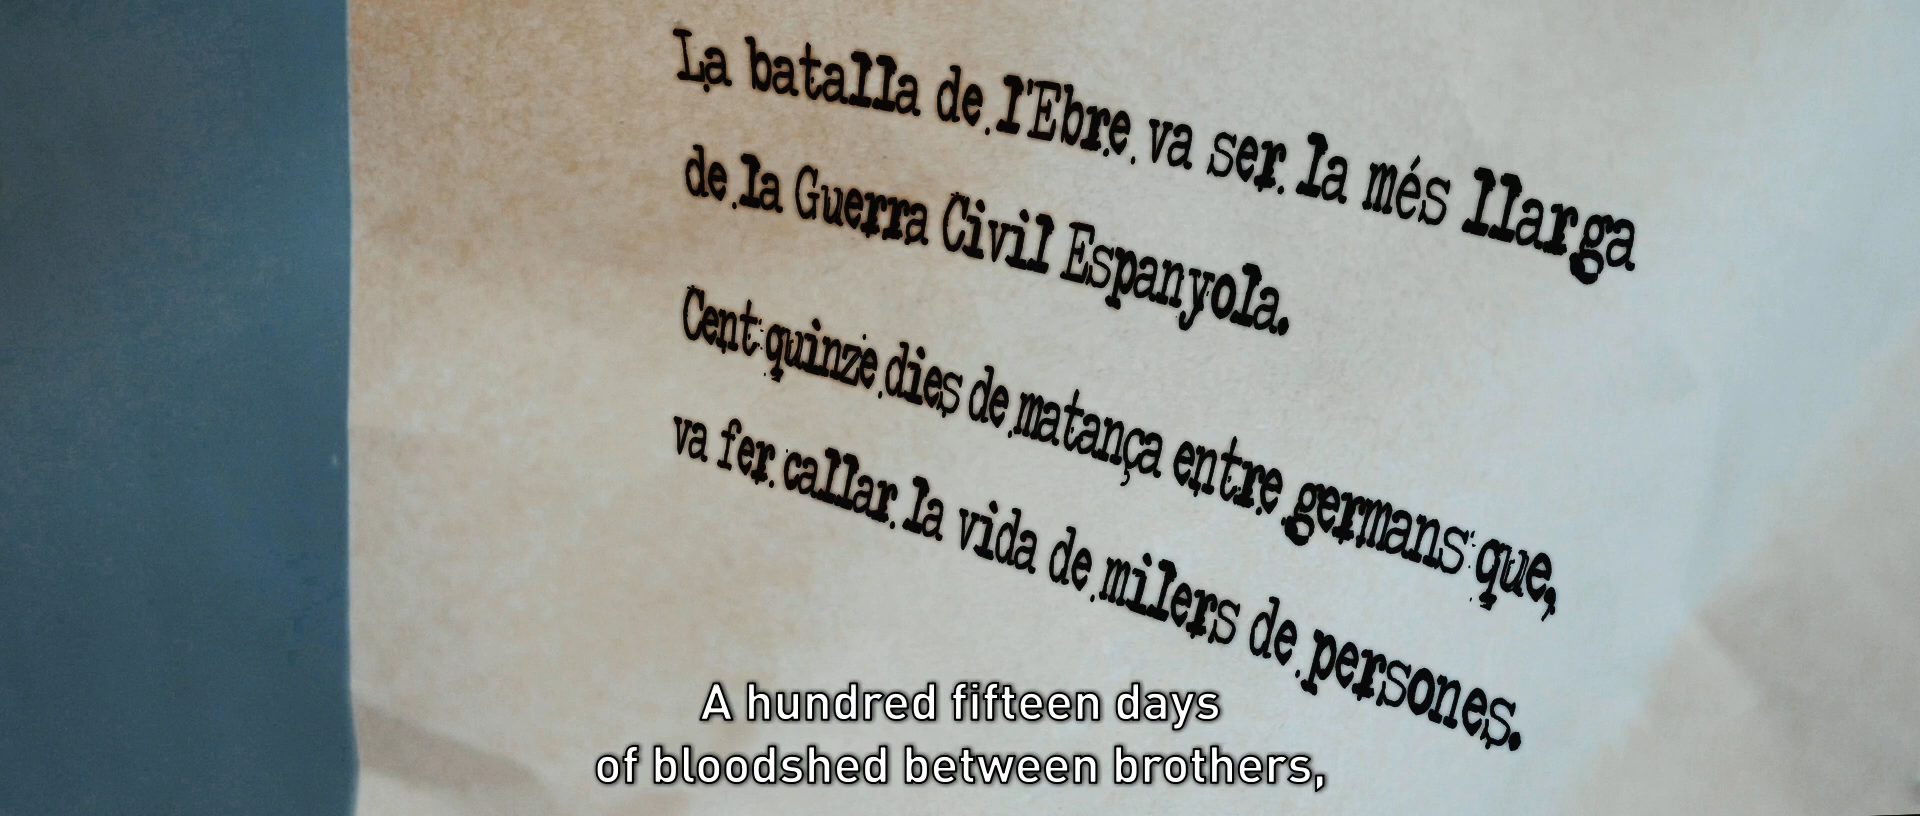 La batalla de l'Ebre va ser la més llarga
de la Guerra Civil Espanyola.
Cent quinze dies de matança entre germans que,
va fer callar la vida de milers de persones.
A hundred fifteen days
of bloodshed between brothers,